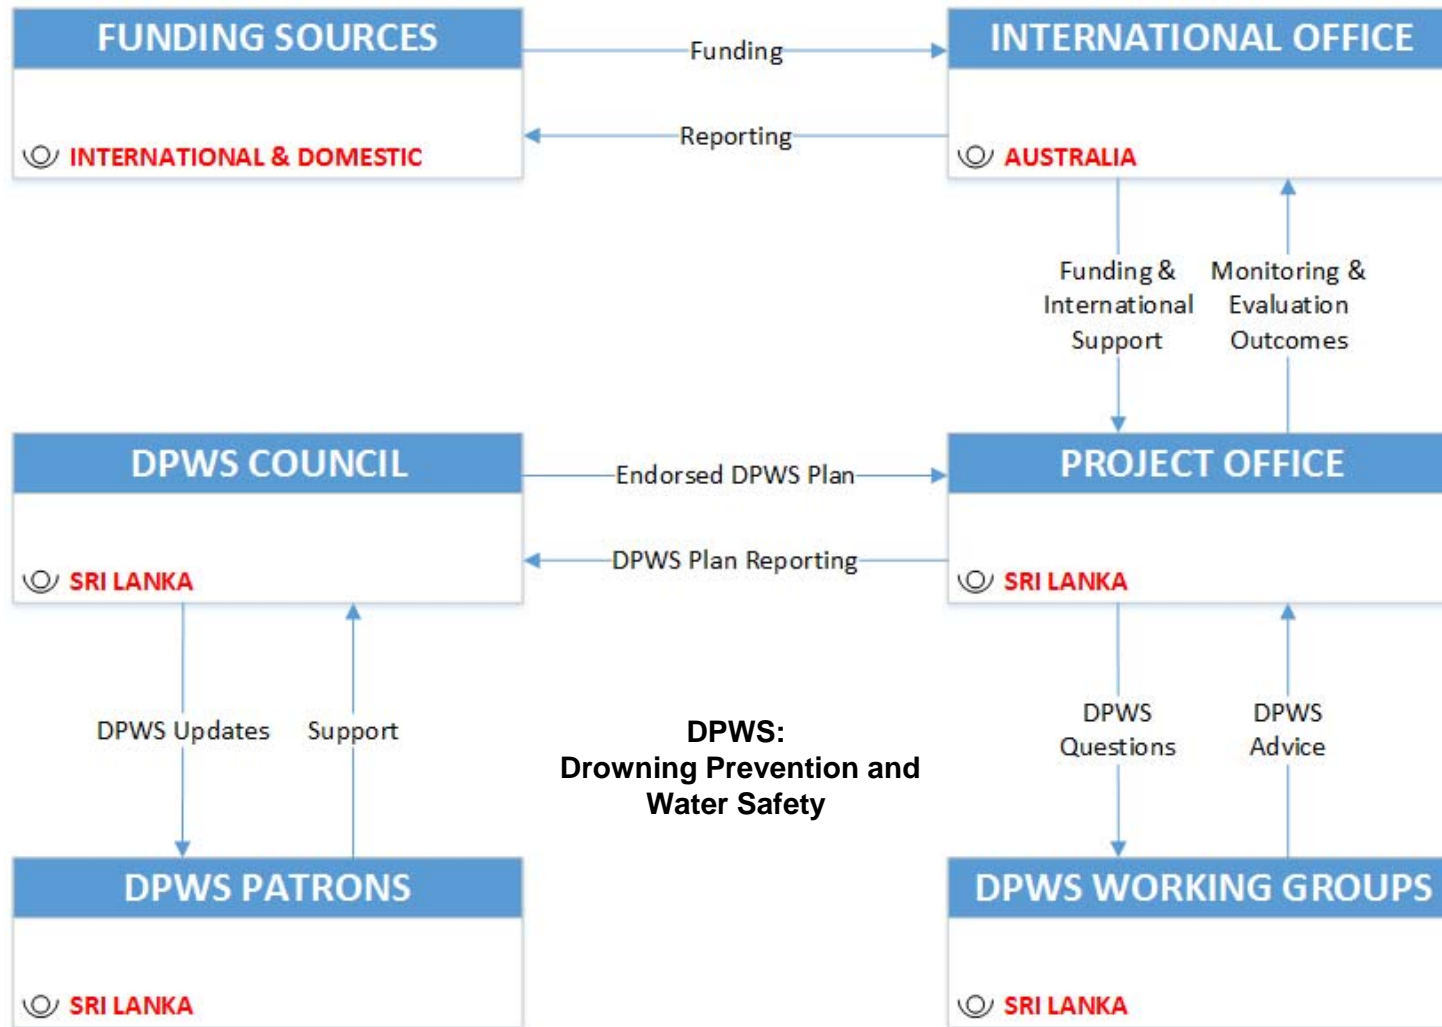 FUNDING SOURCES
INTERNATIONAL & DOMESTIC
Funding
Reporting
INTERNATIONAL OFFICE
AUSTRALIA
Funding &
International
Support
Monitoring &
Evaluation
Outcomes
DPWS COUNCIL
SRI LANKA
Endorsed DPWS Plan
DPWS Plan Reporting
PROJECT OFFICE
SRI LANKA
DPWS Updates
Support
DPWS:
Drowning Prevention and
Water Safety
DPWS
Questions
DPWS
Advice
DPWS PATRONS
SRI LANKA
DPWS WORKING GROUPS
SRI LANKA